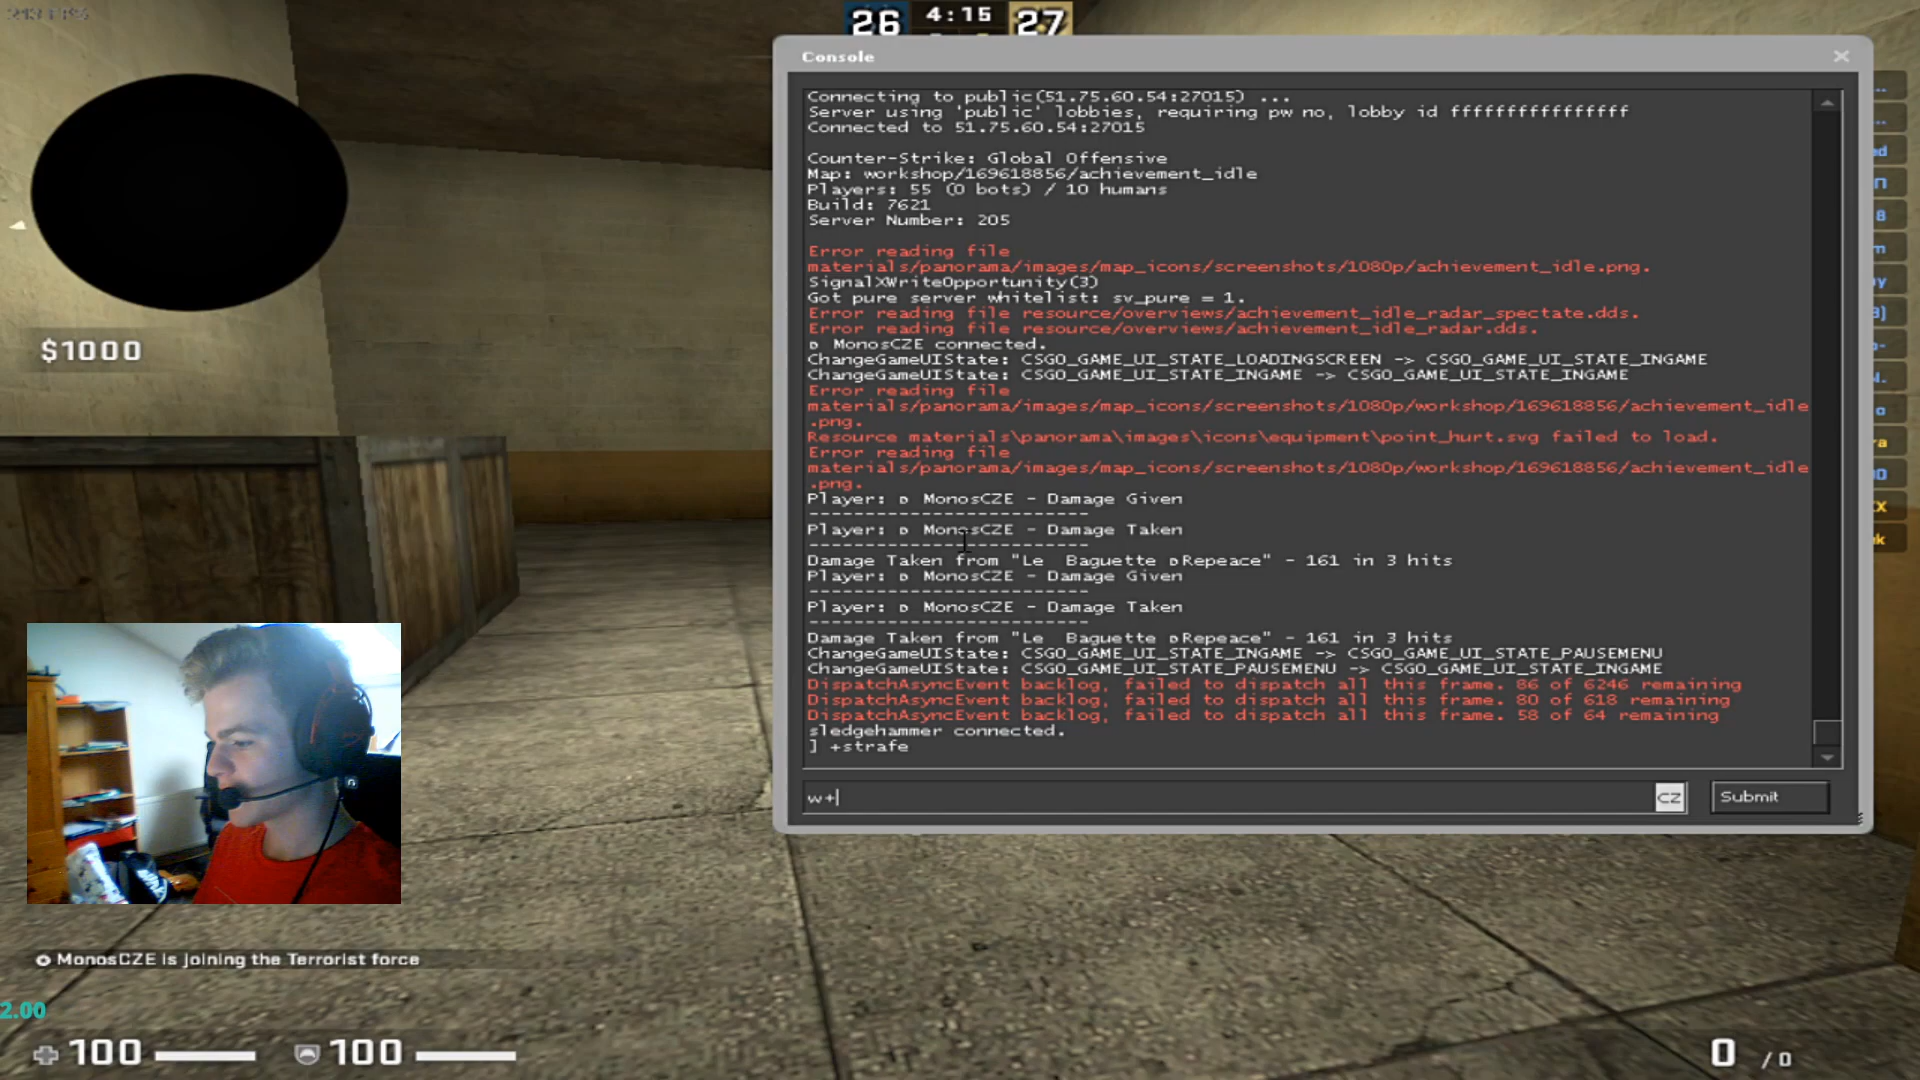 26 4:15 27
Console
Connecting to public(51.75.60.54:27015) ...
Server using 'public' lobbies, requiring pw no, lobby id ffffffffffffffff
Connected to 51.75.60.54:27015
Counter-Strike: Global Offensive
Map: workshop/169618856/achievement_idle
Players: 55 (0 bots) / 10 humans
Build: 7621
Server Number: 205
Error reading file
materials/panorama/images/map_icons/screenshots/1080p/achievement_idle.png.
SignalXWriteOpportunity(3)
Got pure server whitelist: sv_pure = 1.
Error reading file resource/overviews/achievement_idle_radar_spectate.dds.
Error reading file resource/overviews/achievement_idle_radar.dds.
MonosCZE connected.
ChangeGameUIState: CSGO_GAME_UI_STATE_LOADINGSCREEN -> CSGO_GAME_UI_STATE_INGAME
ChangeGameUIState: CSGO_GAME_UI_STATE_INGAME -> CSGO_GAME_UI_STATE_INGAME
Error reading file
materials/panorama/images/map_icons/screenshots/1080p/workshop/169618856/achievement_idle
.png.
Resource materials\panorama\images\icons\equipment\point_hurt.svg failed to load.
Error reading file
materials/panorama/images/map_icons/screenshots/1080p/workshop/169618856/achievement_idle
.png.
Player: MonosCZE - Damage Given
-------------------------
Player: MonosCZE - Damage Taken
-------------------------
Damage Taken from "Le Baguette Repeace" - 161 in 3 hits
Player: MonosCZE - Damage Given
-------------------------
Player: MonosCZE - Damage Taken
-------------------------
Damage Taken from "Le Baguette Repeace" - 161 in 3 hits
ChangeGameUIState: CSGO_GAME_UI_STATE_INGAME -> CSGO_GAME_UI_STATE_PAUSEMENU
ChangeGameUIState: CSGO_GAME_UI_STATE_PAUSEMENU -> CSGO_GAME_UI_STATE_INGAME
DispatchAsyncEvent backlog, failed to dispatch all this frame. 86 of 6246 remaining
DispatchAsyncEvent backlog, failed to dispatch all this frame. 80 of 618 remaining
DispatchAsyncEvent backlog, failed to dispatch all this frame. 58 of 64 remaining
sledgehammer connected.
] +strafe
w+
CZ
Submit
$1000
MonosCZE is joining the Terrorist force
2.00
100 100
0 / 0